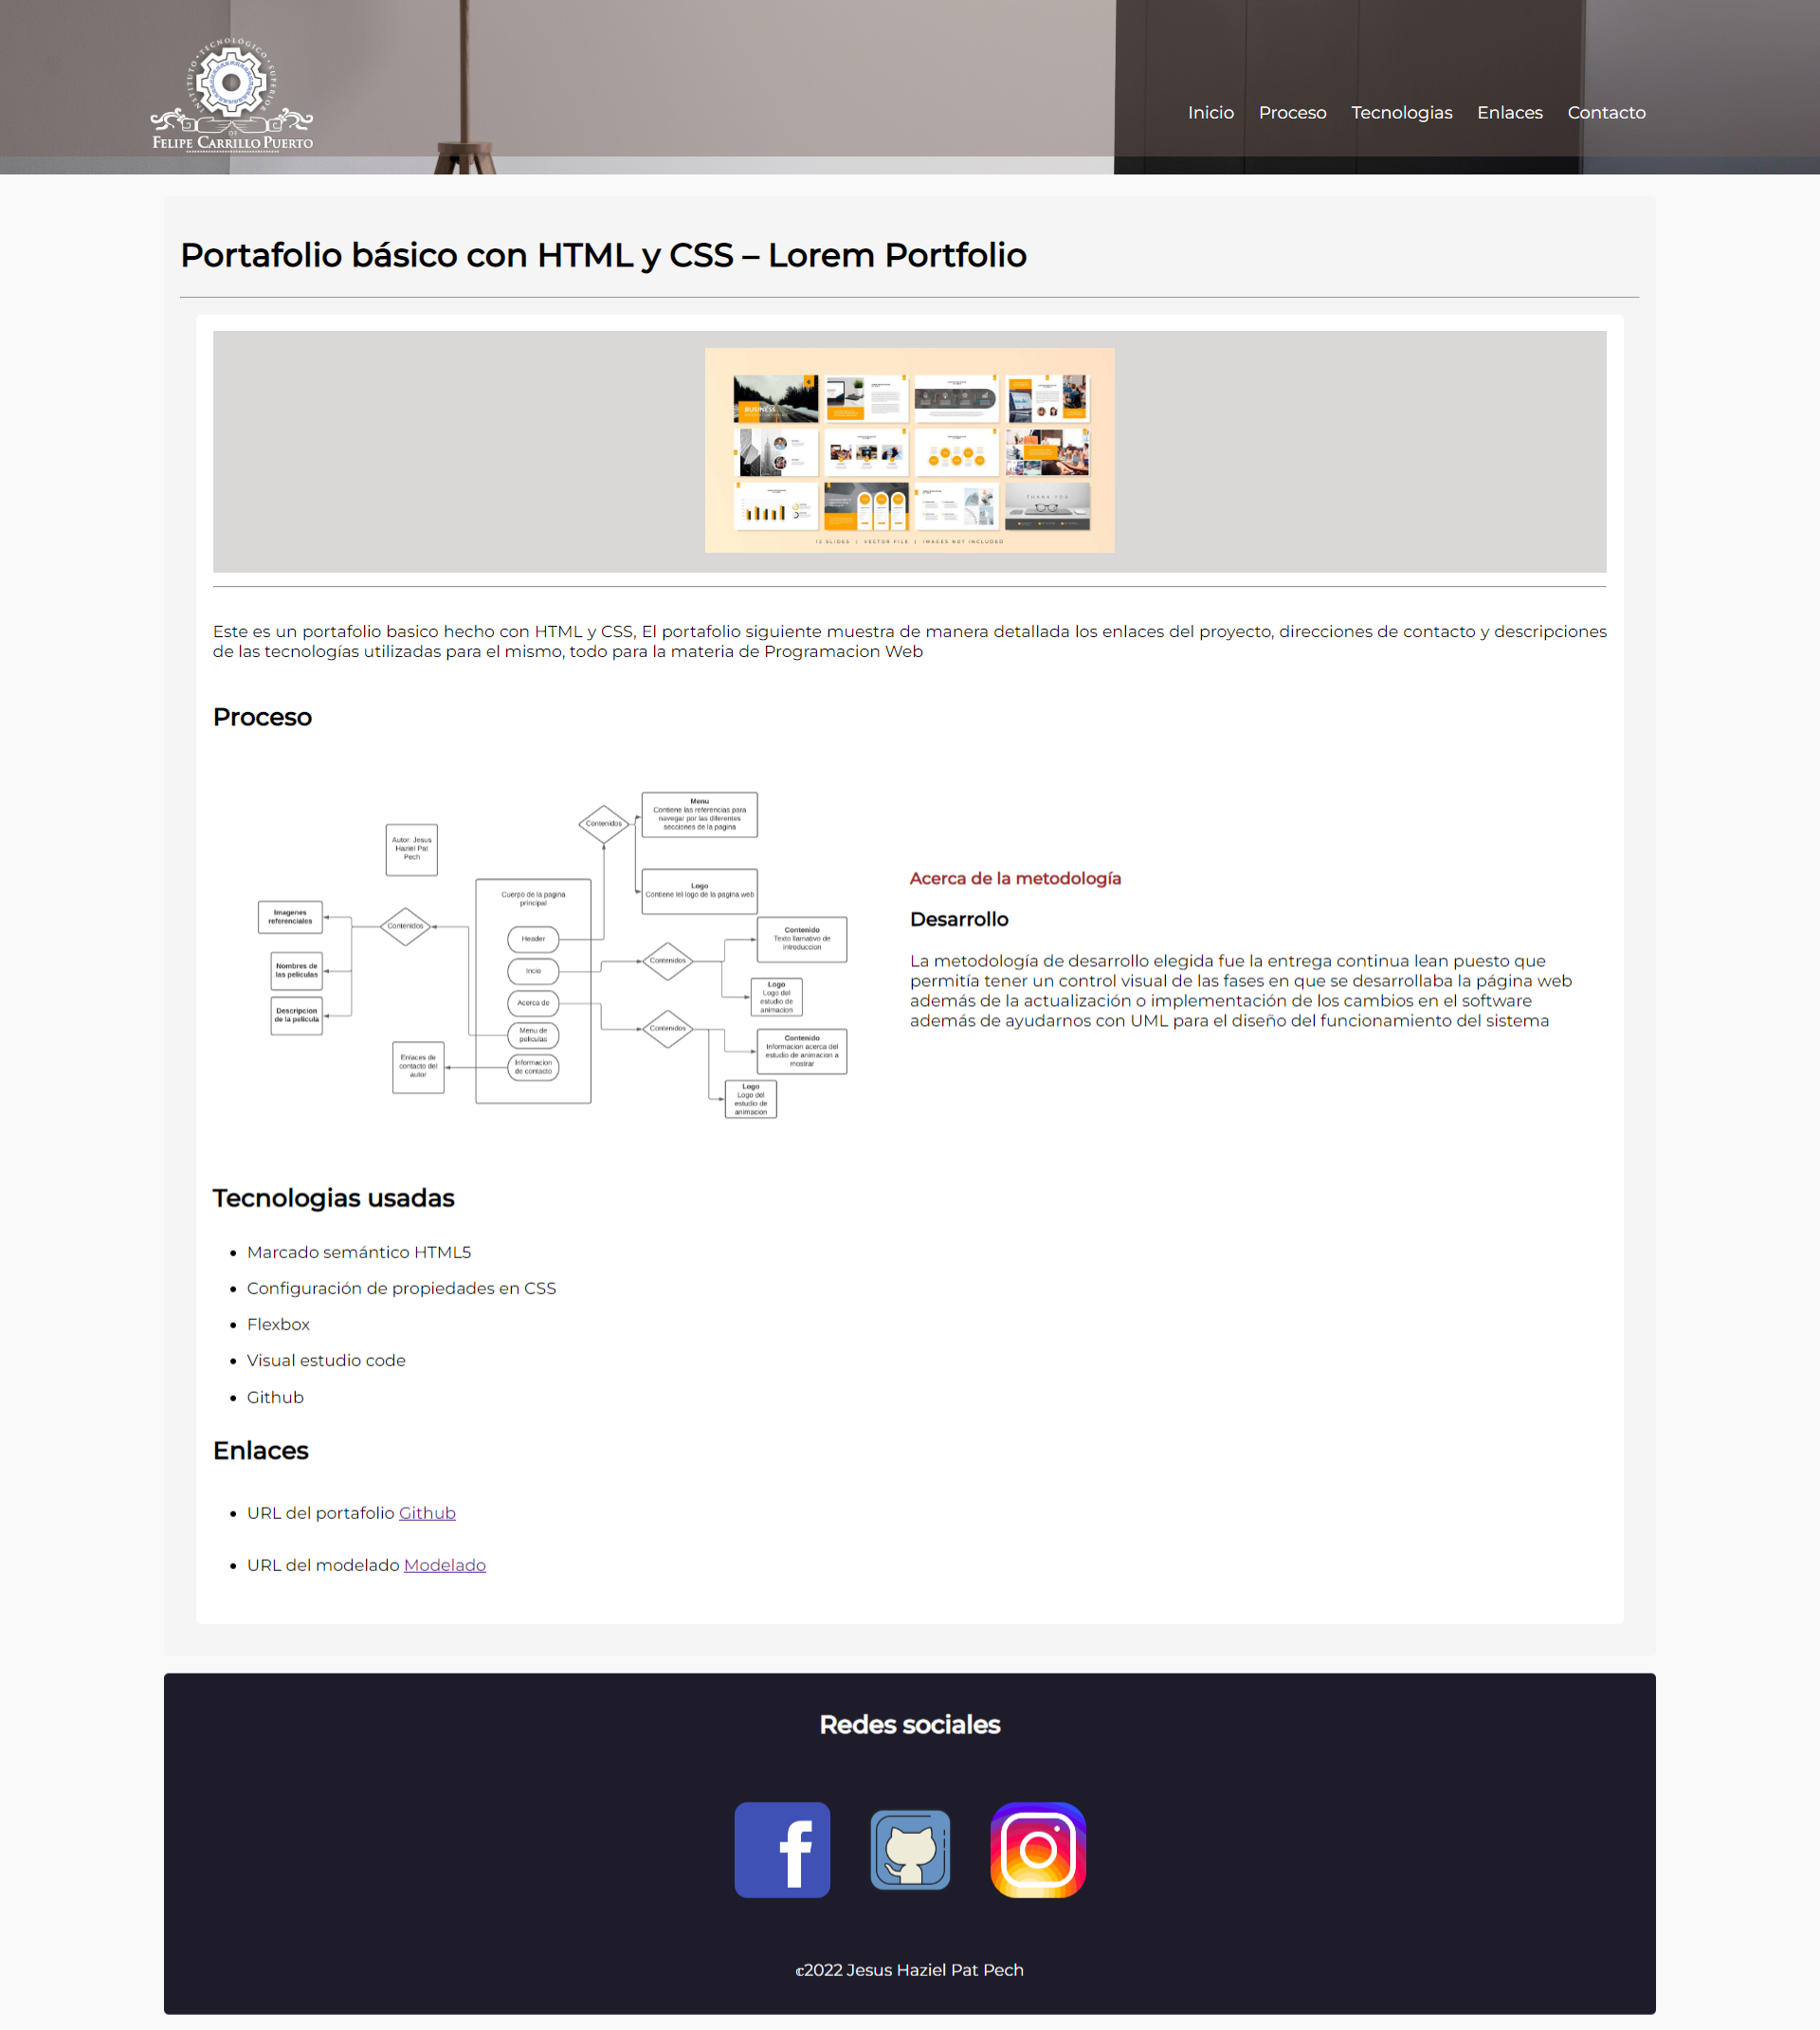 INSTITUTO TECNOLÓGICO SUPERIOR
DE
FELIPE CARRILLO PUERTO
Inicio Proceso Tecnologias Enlaces Contacto
Portafolio básico con HTML y CSS – Lorem Portfolio
BUSINESS
THANK YOU
12 SLIDES | VECTOR FILE | IMAGES NOT INCLUDED
Este es un portafolio basico hecho con HTML y CSS, El portafolio siguiente muestra de manera detallada los enlaces del proyecto, direcciones de contacto y descripciones
de las tecnologías utilizadas para el mismo, todo para la materia de Programacion Web
Proceso
Menu
Contiene las referencias para
navegar por las diferentes
secciones de la pagina
Contenidos
Autor: Jesus
Haziel Pat
Pech
Logo
Contiene lel logo de la pagina web
Cuerpo de la pagina
principal
Imagenes
referenciales
Contenidos
Header
Contenido
Texto llamativo de
introduccion
Nombres de
las peliculas
Incio
Contenidos
Logo
Logo del
estudio de
animacion
Descripcion
de la pelicula
Acerca de
Menu de
peliculas
Contenidos
Contenido
Informacion acerca del
estudio de animacion a
mostrar
Enlaces de
contacto del
autor
Informacion
de contacto
Logo
Logo del
estudio de
animacion
Acerca de la metodología
Desarrollo
La metodología de desarrollo elegida fue la entrega continua lean puesto que
permitía tener un control visual de las fases en que se desarrollaba la página web
además de la actualización o implementación de los cambios en el software
además de ayudarnos con UML para el diseño del funcionamiento del sistema
Tecnologias usadas
• Marcado semántico HTML5
• Configuración de propiedades en CSS
• Flexbox
• Visual estudio code
• Github
Enlaces
• URL del portafolio Github
• URL del modelado Modelado
Redes sociales
©2022 Jesus Haziel Pat Pech